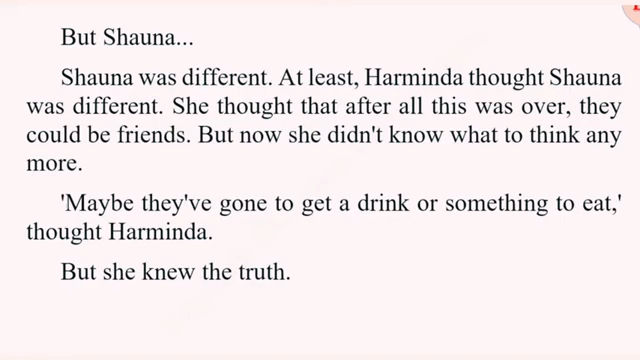 But Shauna...
Shauna was different. At least, Harminda thought Shauna
was different. She thought that after all this was over, they
could be friends. But now she didn't know what to think any
more.
'Maybe they've gone to get a drink or something to eat,'
thought Harminda.
But she knew the truth.